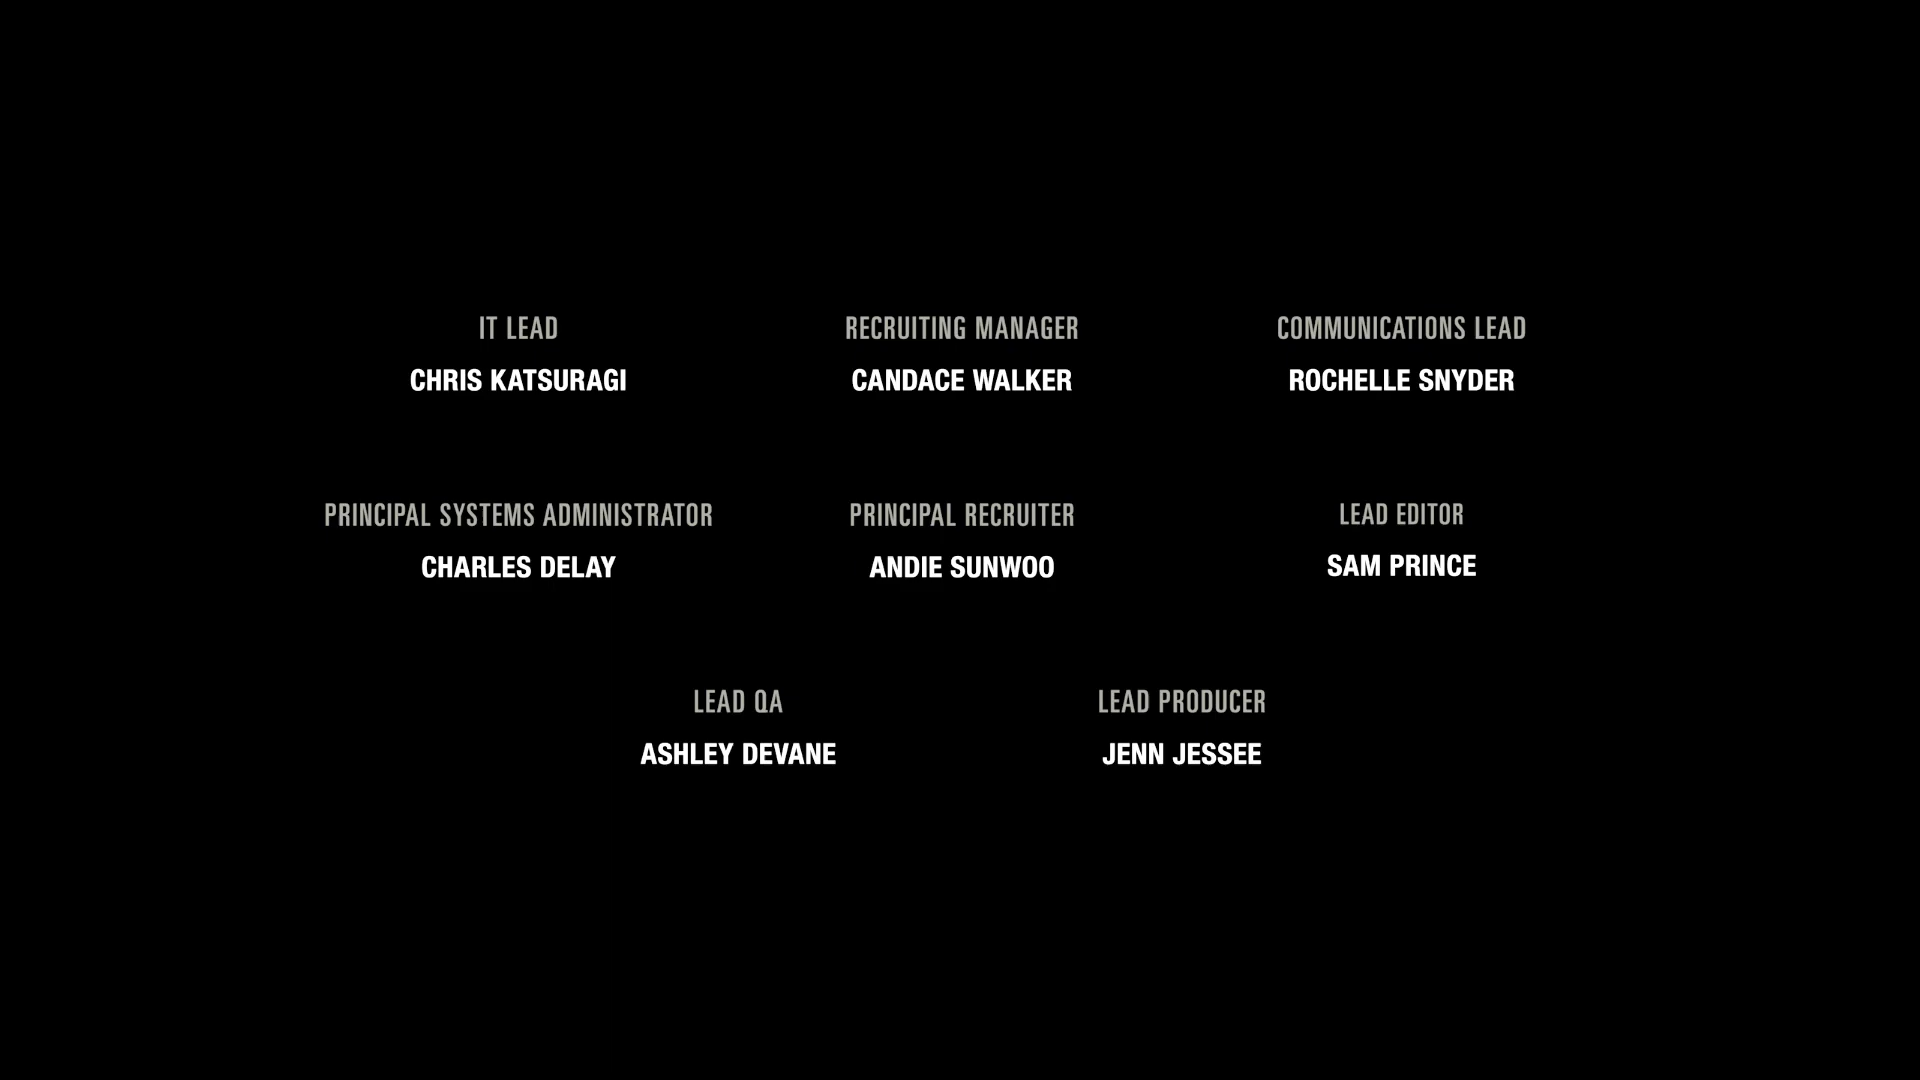 IT LEAD
CHRIS KATSURAGI
RECRUITING MANAGER
CANDACE WALKER
COMMUNICATIONS LEAD
ROCHELLE SNYDER
PRINCIPAL SYSTEMS ADMINISTRATOR
CHARLES DELAY
PRINCIPAL RECRUITER
ANDIE SUNWOO
LEAD EDITOR
SAM PRINCE
LEAD QA
ASHLEY DEVANE
LEAD PRODUCER
JENN JESSEE